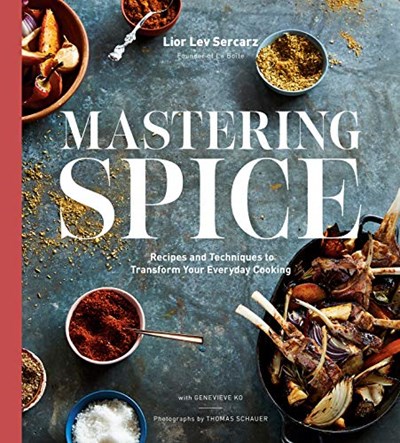 Lior Lev Sercarz
Founder of La Boîte
MASTERING
SPICE
Recipes and Techniques to
Transform Your Everyday Cooking
with GENEVIEVE KO
Photographs by THOMAS SCHAUER